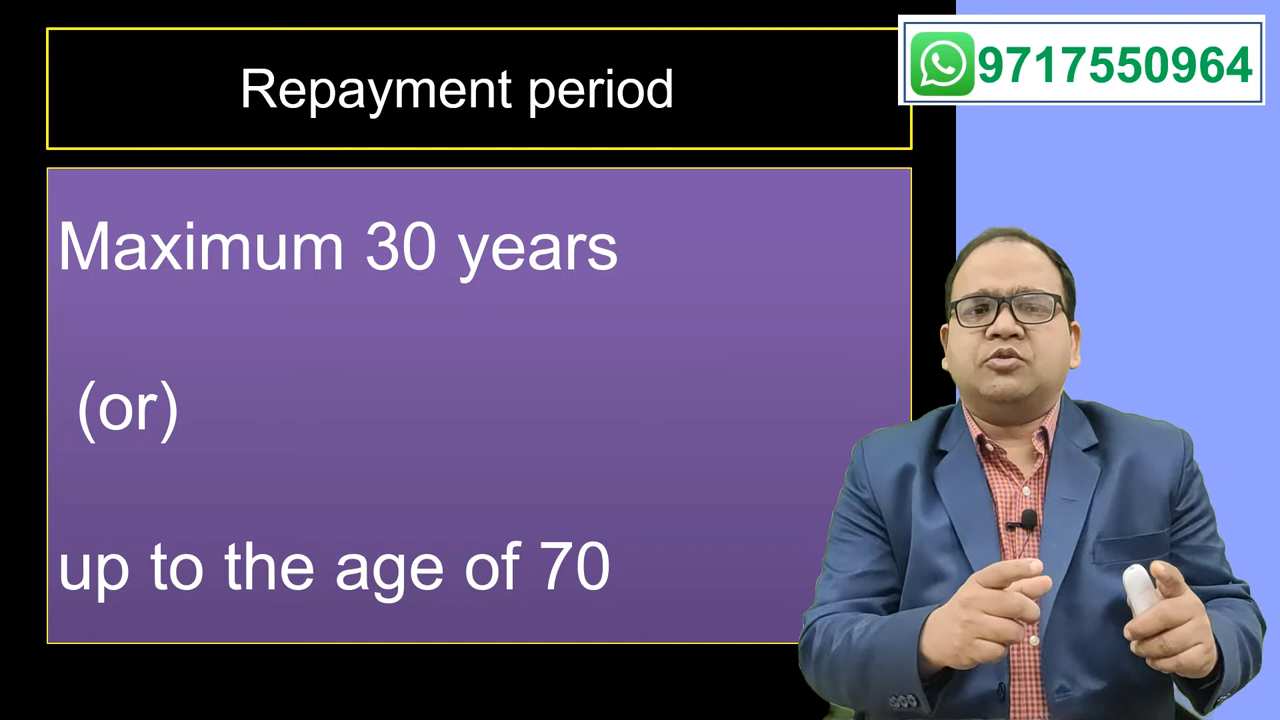 Repayment period
9717550964
Maximum 30 years
(or)
up to the age of 70